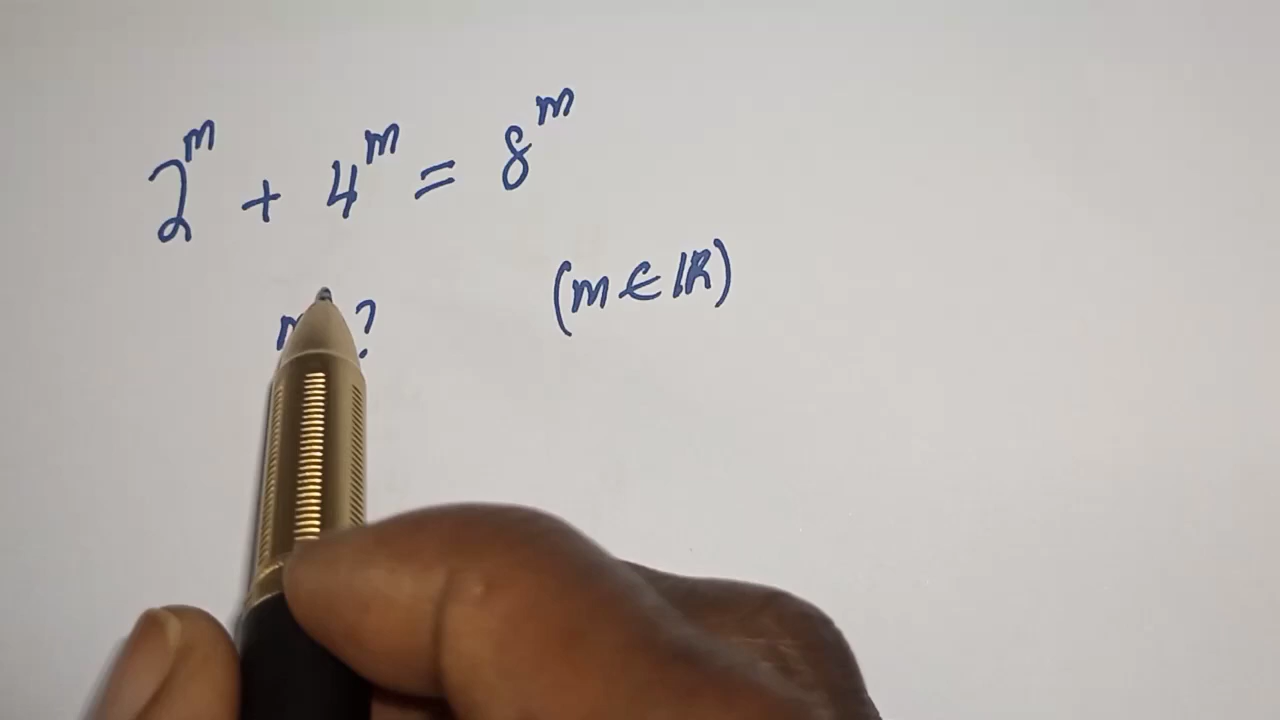 2^m + 4^m = 8^m
(m ∈ ℝ)
?